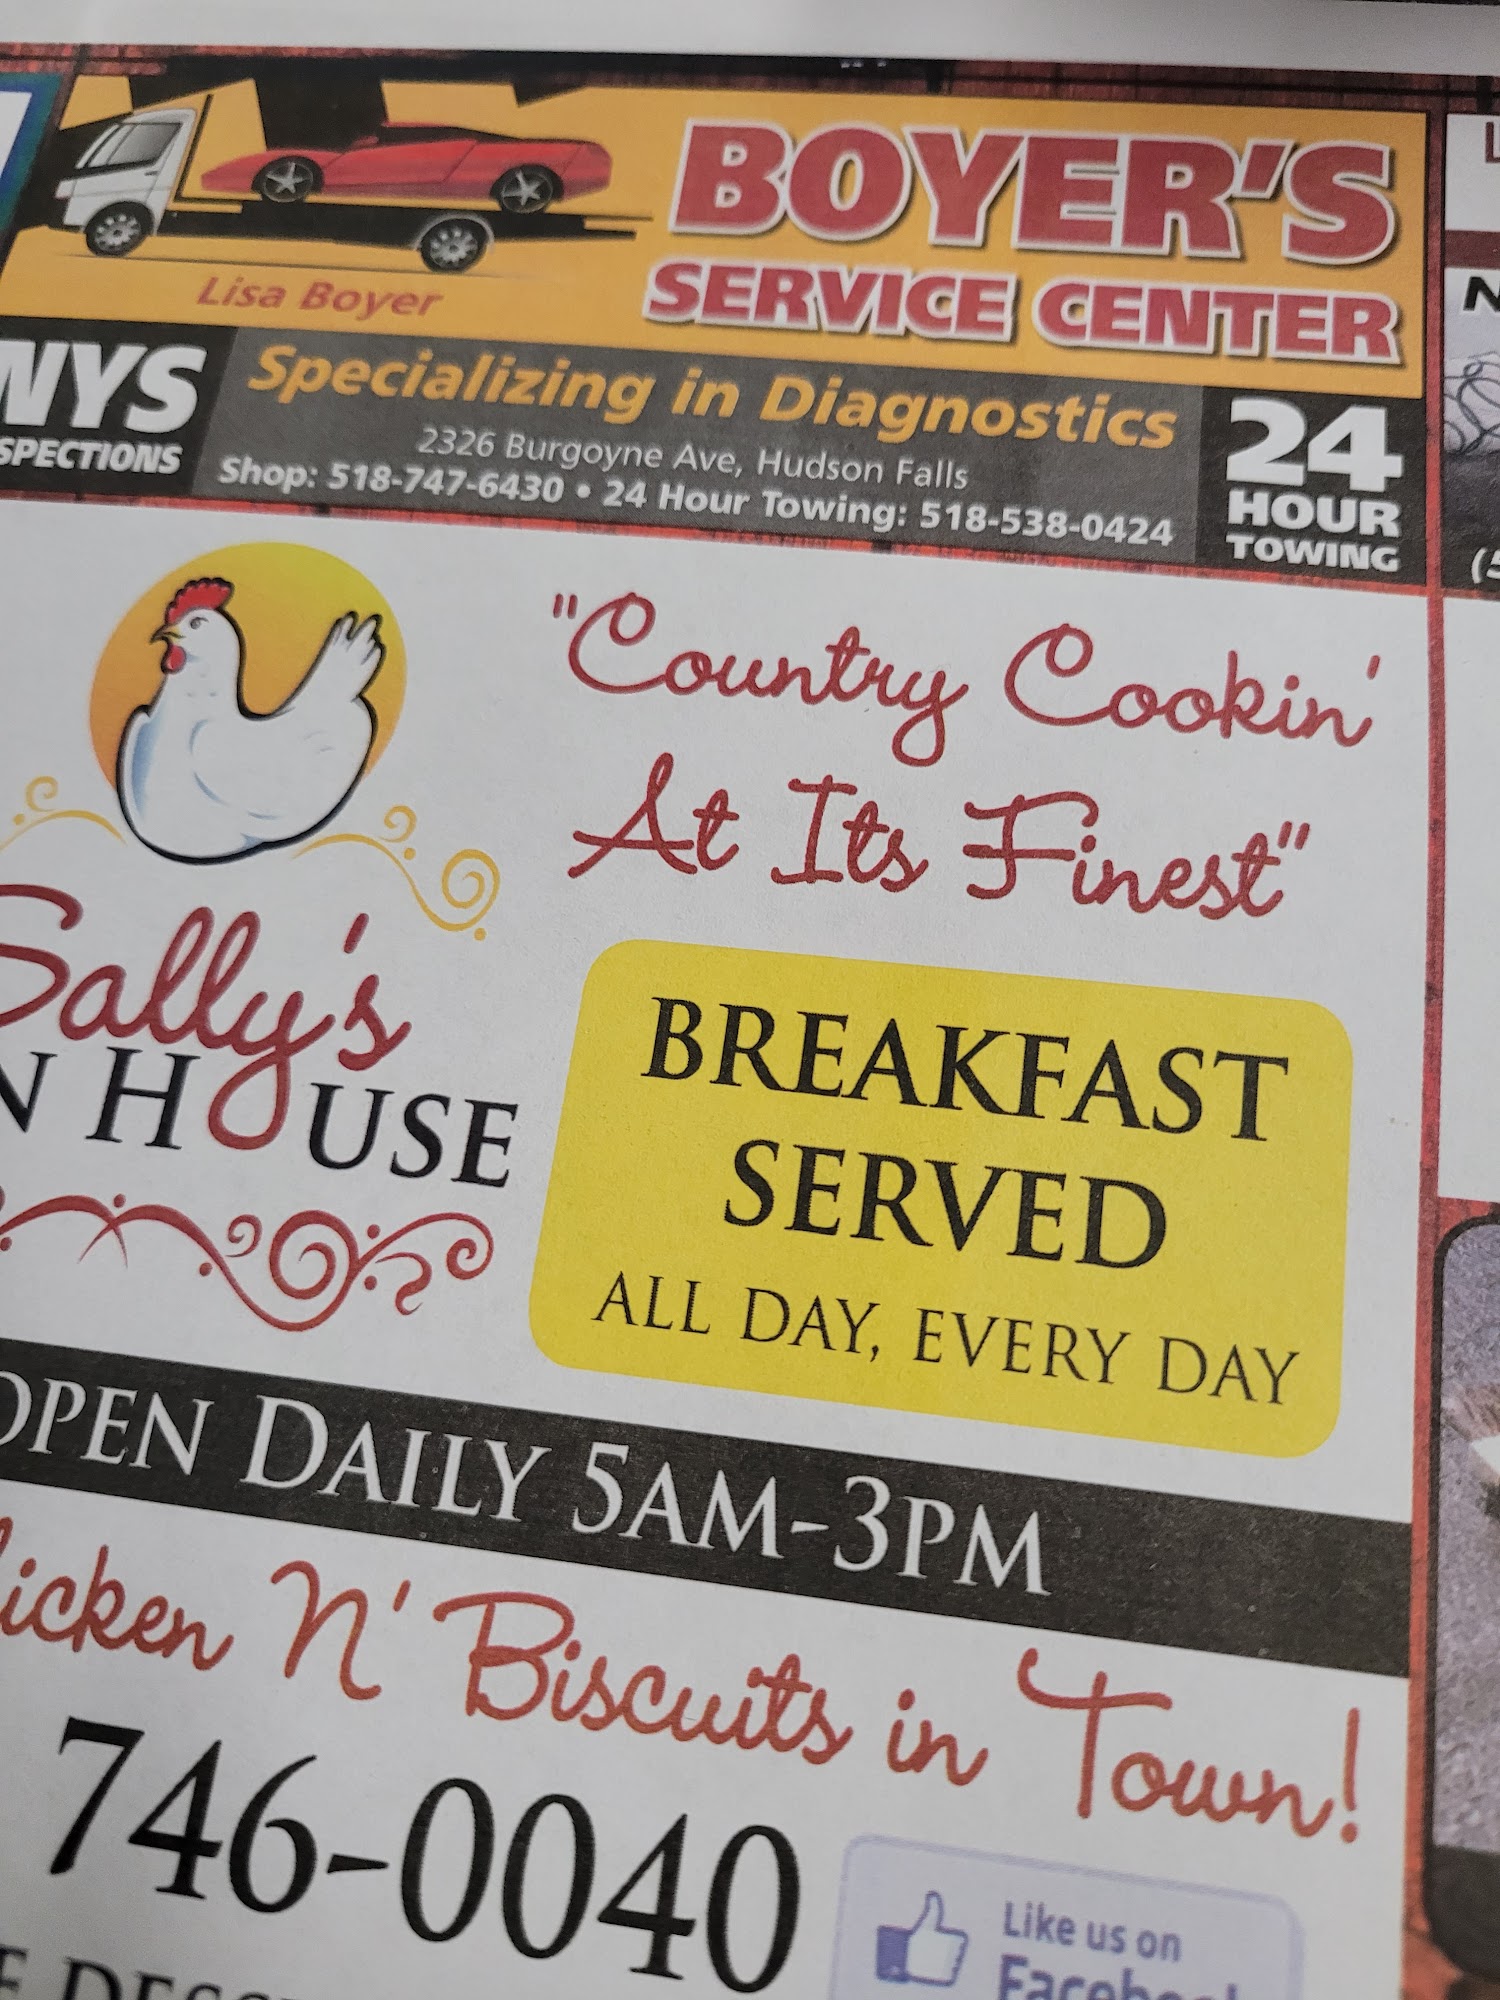 BOYER'S
SERVICE CENTER
Lisa Boyer
NYS
Specializing in Diagnostics
2326 Burgoyne Ave, Hudson Falls
Shop: 518-747-6430 • 24 Hour Towing: 518-538-0424
24
HOUR
TOWING
"Country Cookin'
At Its Finest"
Sally's
N HOUSE
BREAKFAST
SERVED
ALL DAY, EVERY DAY
OPEN DAILY 5AM-3PM
icken N' Biscuits in Town!
746-0040
Like us on